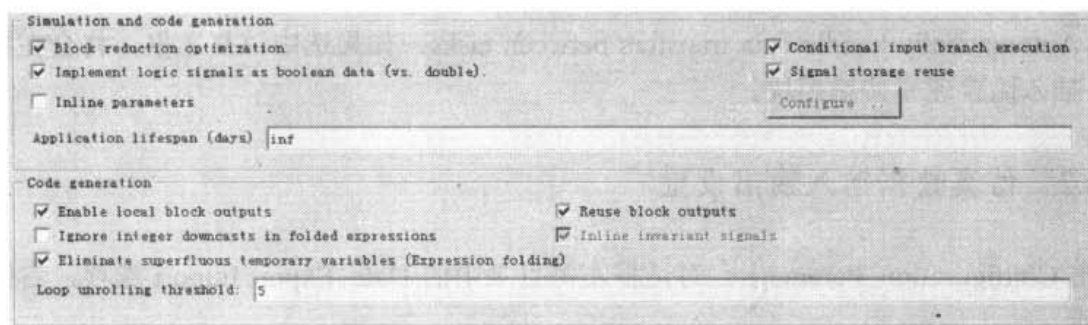 Simulation and code generation
Block reduction optimization
Conditional input branch execution
Implement logic signals as boolean data (vs. double).
Signal storage reuse
Inline parameters
Configure ..
Application lifespan (days) inf
Code generation
Enable local block outputs
Reuse block outputs
Ignore integer downcasts in folded expressions
Inline invariant signals
Eliminate superfluous temporary variables (Expression folding)
Loop unrolling threshold: 5